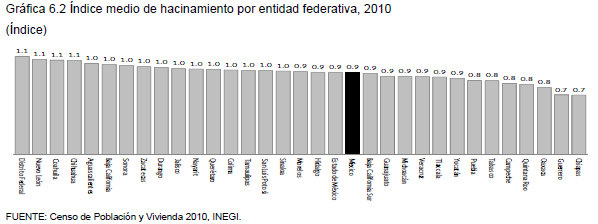 Gráfica 6.2 Índice medio de hacinamiento por entidad federativa, 2010
(Índice)
1.1 1.1 1.1 1.1 1.0 1.0 1.0 1.0 1.0 1.0 1.0 1.0 1.0 1.0 1.0 1.0 0.9 0.9 0.9 0.9 0.9 0.9 0.9 0.9 0.9 0.9 0.8 0.8 0.8 0.8 0.8 0.7 0.7
Distrito Federal
Nuevo León
Coahuila
Chihuahua
Aguascalientes
Baja California
Sonora
Zacatecas
Durango
Jalisco
Nayarit
Querétaro
Colima
Tamaulipas
San Luis Potosí
Sinaloa
Morelos
Hidalgo
Estado de México
México
Baja California Sur
Guanajuato
Michoacán
Veracruz
Tlaxcala
Yucatán
Puebla
Tabasco
Campeche
Quintana Roo
Oaxaca
Guerrero
Chiapas
FUENTE: Censo de Población y Vivienda 2010, INEGI.